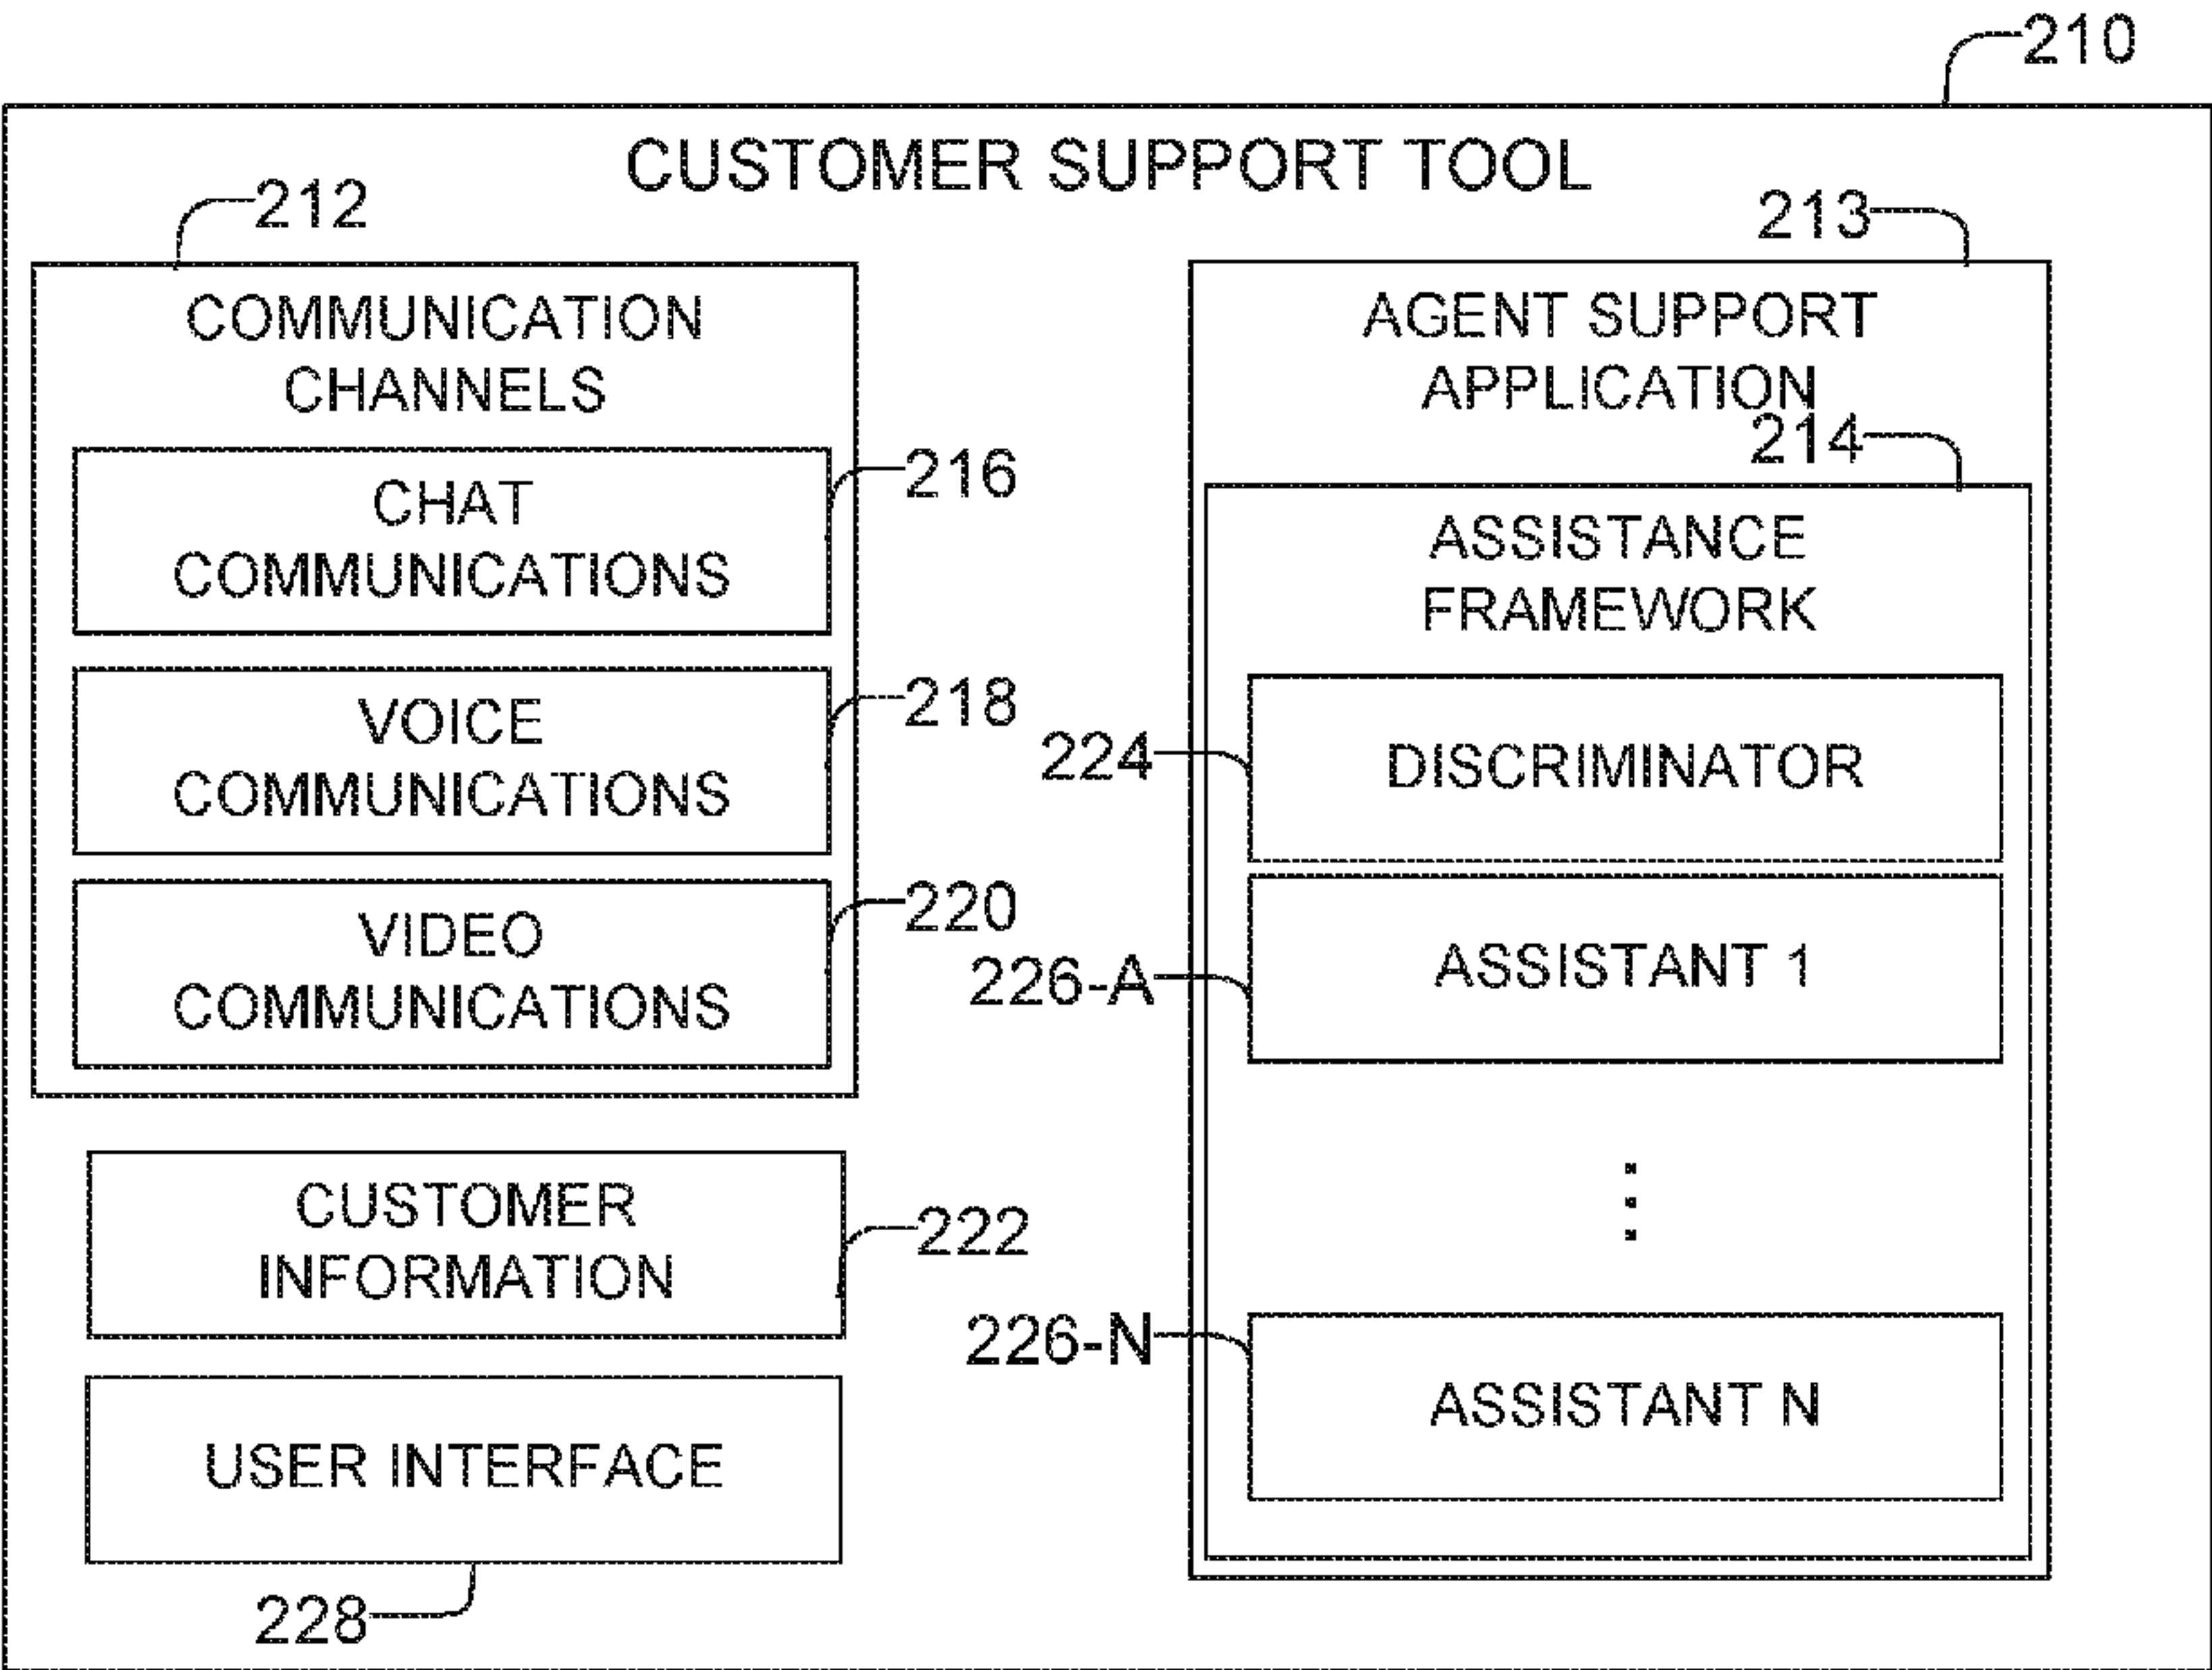 210
CUSTOMER SUPPORT TOOL
212
COMMUNICATION
CHANNELS
CHAT
COMMUNICATIONS
216
VOICE
COMMUNICATIONS
218
VIDEO
COMMUNICATIONS
220
CUSTOMER
INFORMATION
222
USER INTERFACE
228
213
AGENT SUPPORT
APPLICATION
214
ASSISTANCE
FRAMEWORK
224
DISCRIMINATOR
226-A
ASSISTANT 1
226-N
ASSISTANT N